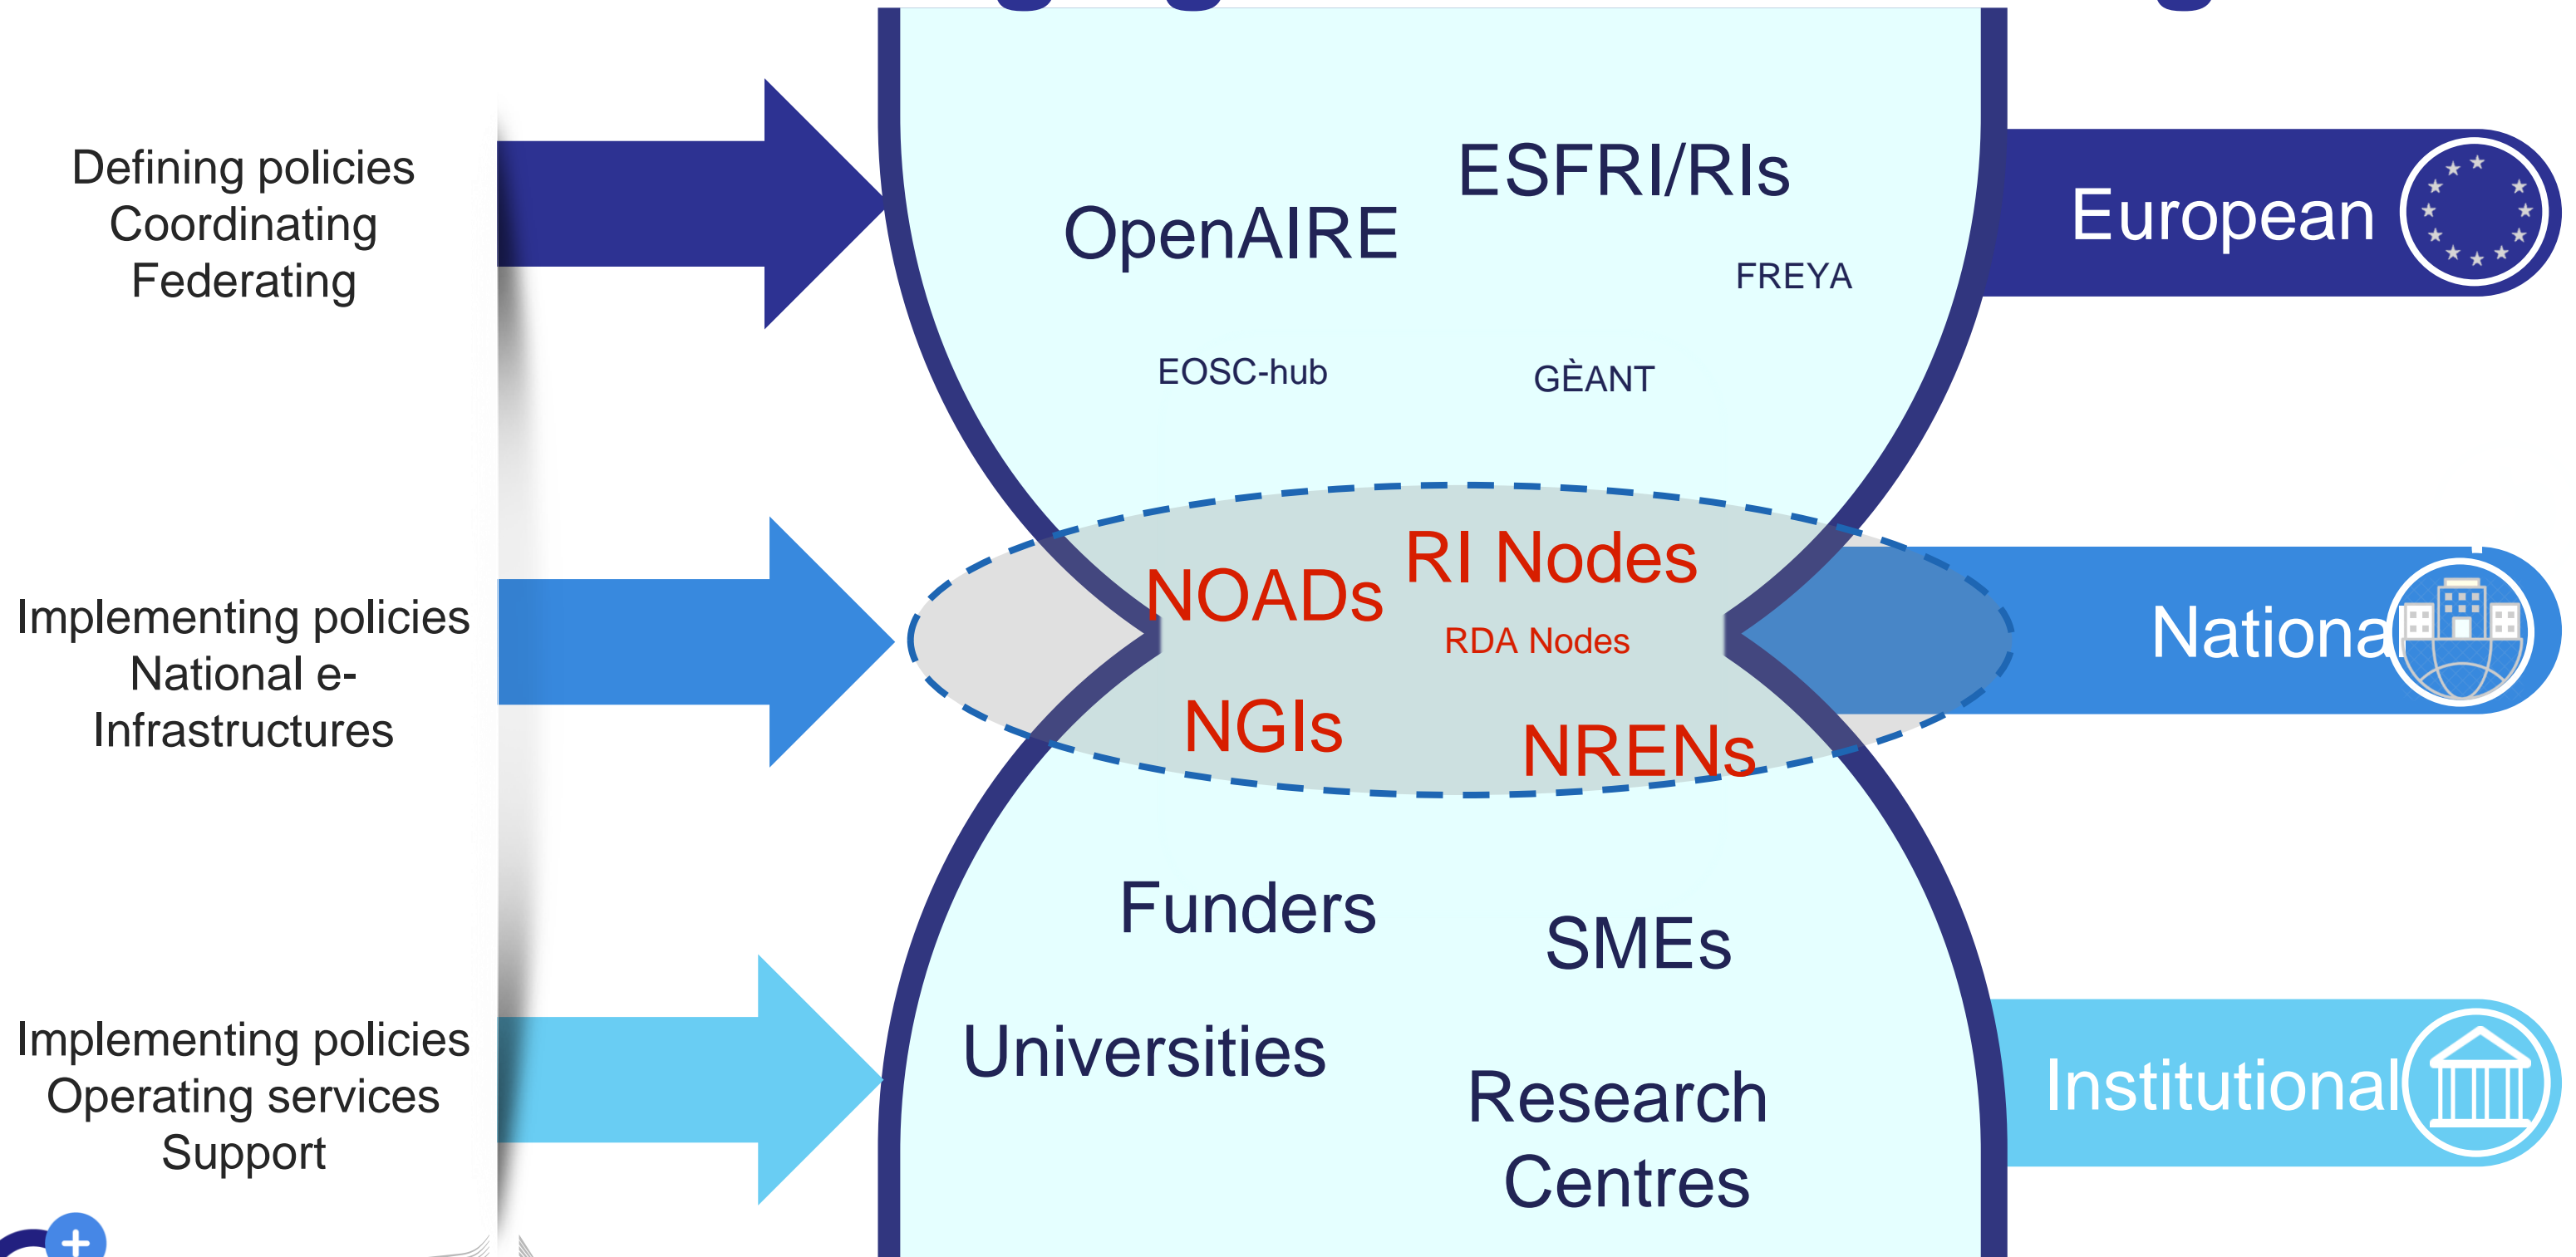 Defining policies
Coordinating
Federating
ESFRI/RIs
OpenAIRE
FREYA
EOSC-hub
GÈANT
European
Implementing policies
National e-
Infrastructures
RI Nodes
NOADs
RDA Nodes
NGIs
NRENs
National
Implementing policies
Operating services
Support
Funders
SMEs
Universities
Research
Centres
Institutional